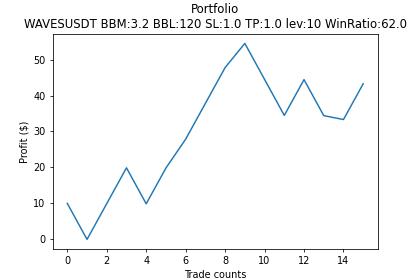 Portfolio
WAVESUSDT BBM:3.2 BBL:120 SL:1.0 TP:1.0 lev:10 WinRatio:62.0
50
40
30
20
10
0
Profit ($)
0 2 4 6 8 10 12 14
Trade counts